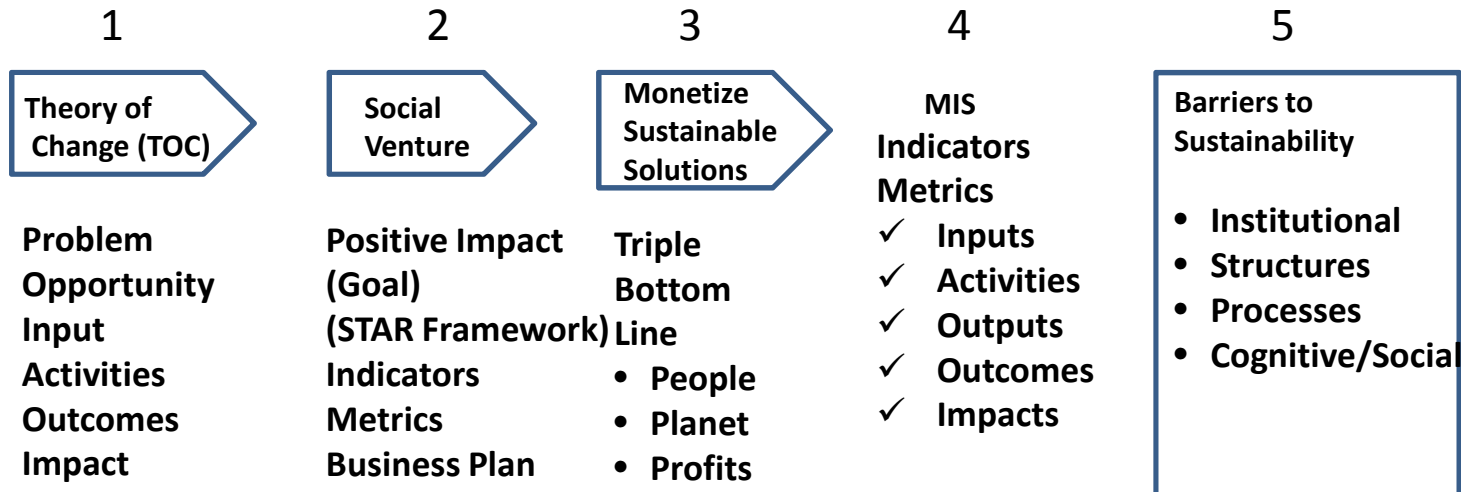 1
Theory of
Change (TOC)
Problem
Opportunity
Input
Activities
Outcomes
Impact
2
Social
Venture
Positive Impact
(Goal)
(STAR Framework)
Indicators
Metrics
Business Plan
3
Monetize
Sustainable
Solutions
Triple
Bottom
Line
• People
• Planet
• Profits
4
MIS
Indicators
Metrics
✓ Inputs
✓ Activities
✓ Outputs
✓ Outcomes
✓ Impacts
5
Barriers to
Sustainability
• Institutional
• Structures
• Processes
• Cognitive/Social